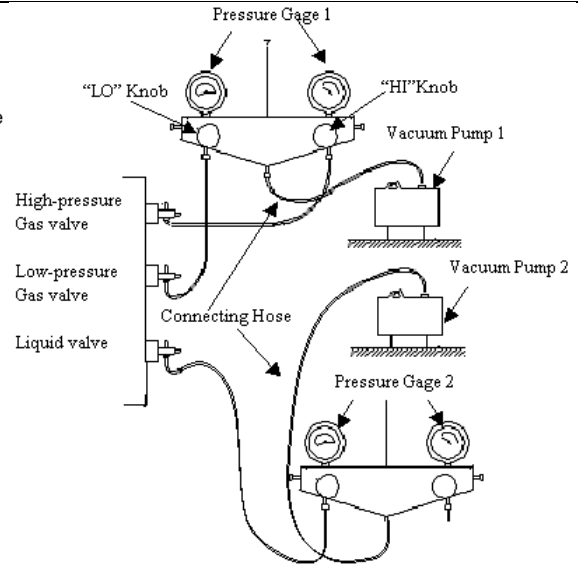 Pressure Gage 1
"LO" Knob
"HI"Knob
e
Vacuum Pump 1
High-pressure
Gas valve
Low-pressure
Gas valve
Vacuum Pump 2
Connecting Hose
Liquid valve
Pressure Gage 2